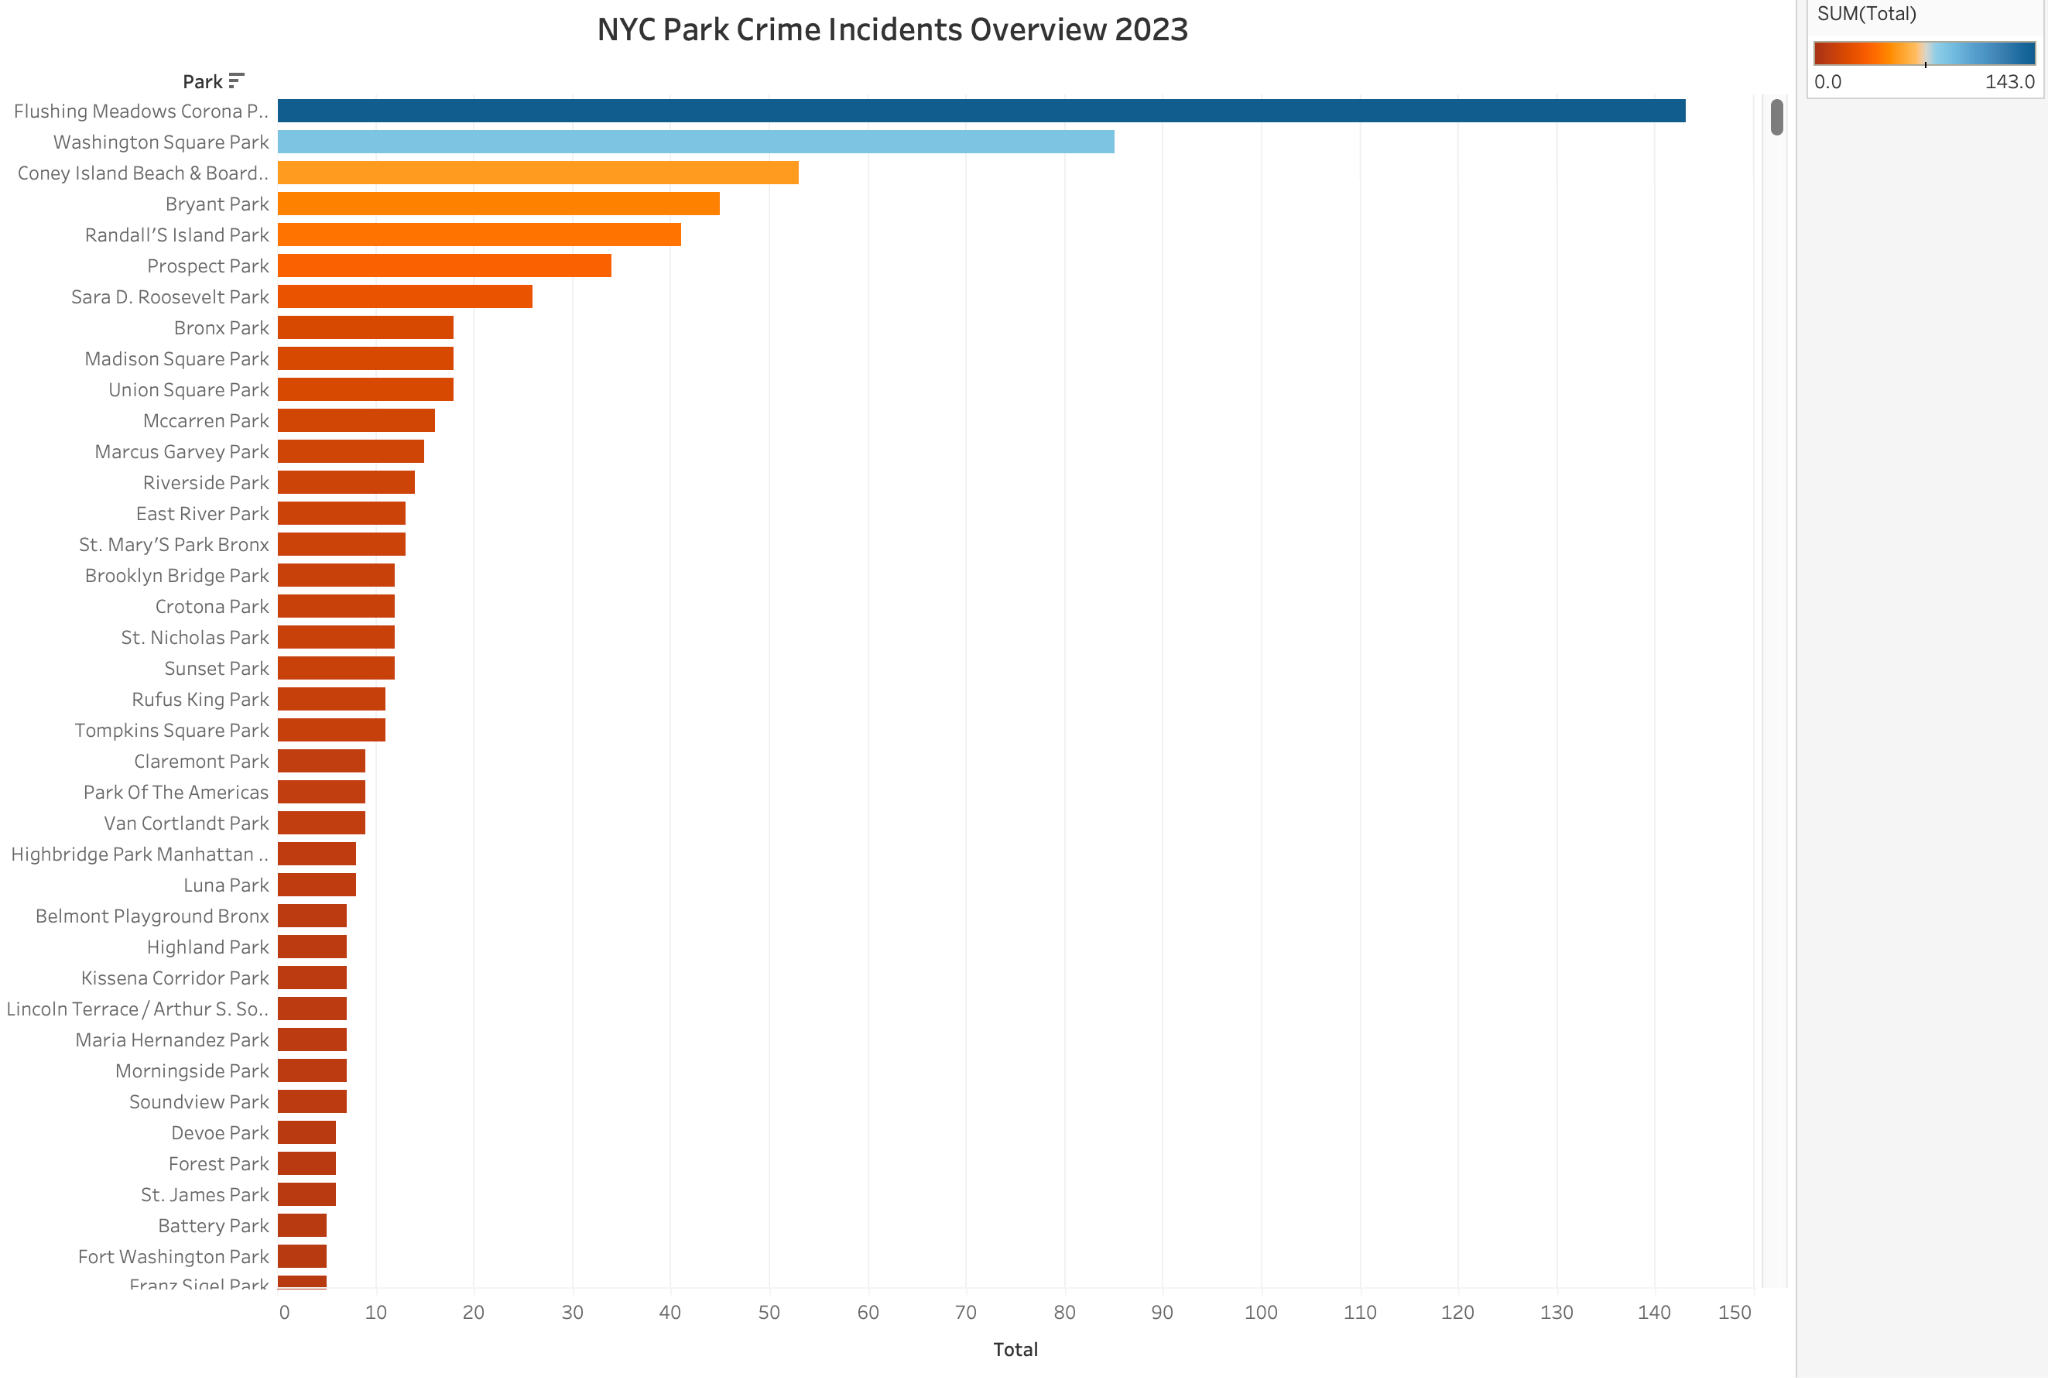 NYC Park Crime Incidents Overview 2023
SUM(Total)
0.0 143.0
Park
Flushing Meadows Corona P..
Washington Square Park
Coney Island Beach & Board..
Bryant Park
Randall'S Island Park
Prospect Park
Sara D. Roosevelt Park
Bronx Park
Madison Square Park
Union Square Park
Mccarren Park
Marcus Garvey Park
Riverside Park
East River Park
St. Mary'S Park Bronx
Brooklyn Bridge Park
Crotona Park
St. Nicholas Park
Sunset Park
Rufus King Park
Tompkins Square Park
Claremont Park
Park Of The Americas
Van Cortlandt Park
Highbridge Park Manhattan ..
Luna Park
Belmont Playground Bronx
Highland Park
Kissena Corridor Park
Lincoln Terrace / Arthur S. So..
Maria Hernandez Park
Morningside Park
Soundview Park
Devoe Park
Forest Park
St. James Park
Battery Park
Fort Washington Park
Franz Sigel Park
0 10 20 30 40 50 60 70 80 90 100 110 120 130 140 150
Total